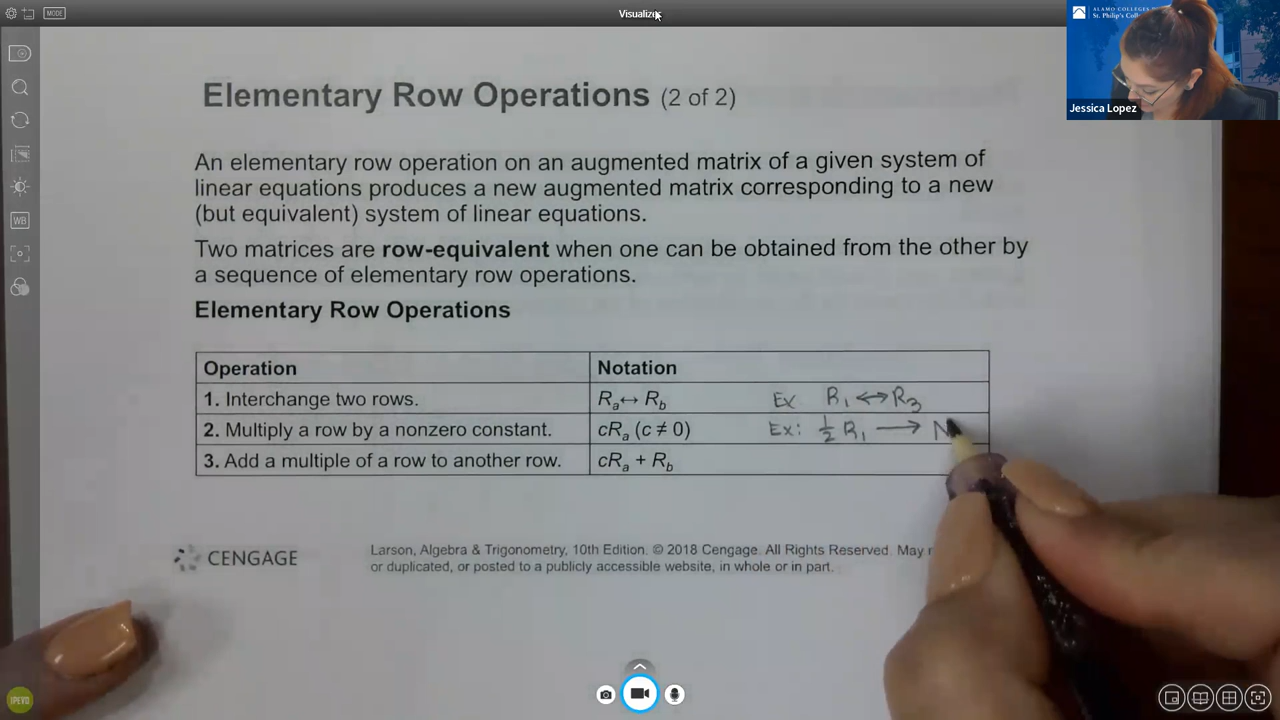 MODE
Visualizer
ALAMO COLLEGES
St. Philip's
Jessica Lopez
WB
Elementary Row Operations (2 of 2)
An elementary row operation on an augmented matrix of a given system of
linear equations produces a new augmented matrix corresponding to a new
(but equivalent) system of linear equations.
Two matrices are row-equivalent when one can be obtained from the other by
a sequence of elementary row operations.
Elementary Row Operations
Operation Notation
1. Interchange two rows. Rₐ↔ R_b Ex R₁ ↔ R₃
2. Multiply a row by a nonzero constant. cRₐ (c ≠ 0) Ex: ½ R₁ → N
3. Add a multiple of a row to another row. cRₐ + R_b
CENGAGE
Larson, Algebra & Trigonometry, 10th Edition. © 2018 Cengage. All Rights Reserved. May
or duplicated, or posted to a publicly accessible website, in whole or in part.
IPEVO